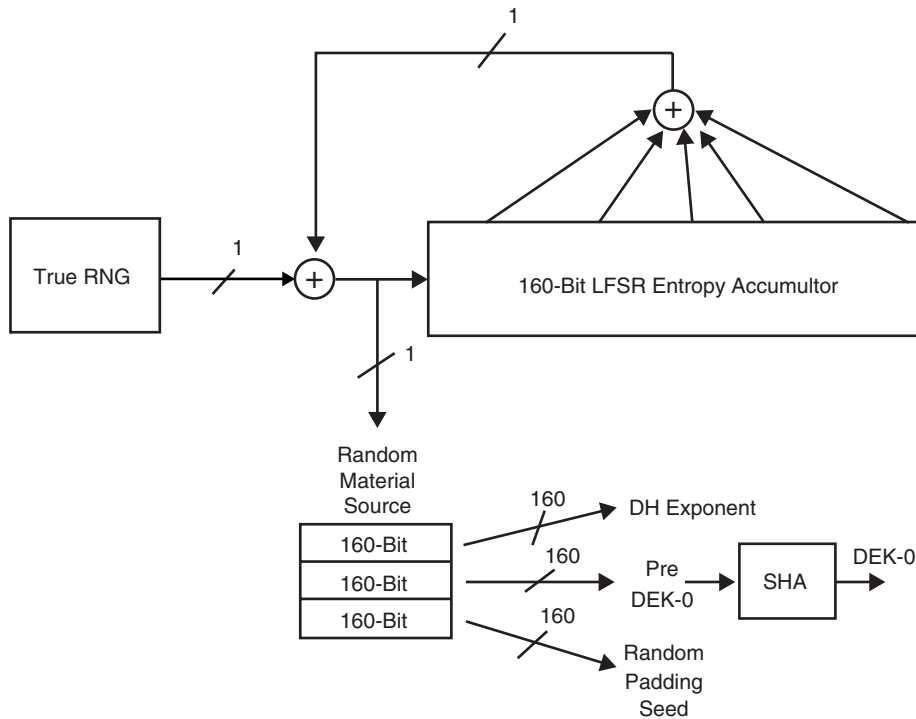 1
+
True RNG
1
+
160-Bit LFSR Entropy Accumultor
1
Random
Material
Source
160-Bit
160-Bit
160-Bit
160
DH Exponent
160
Pre
DEK-0
SHA
DEK-0
160
Random
Padding
Seed